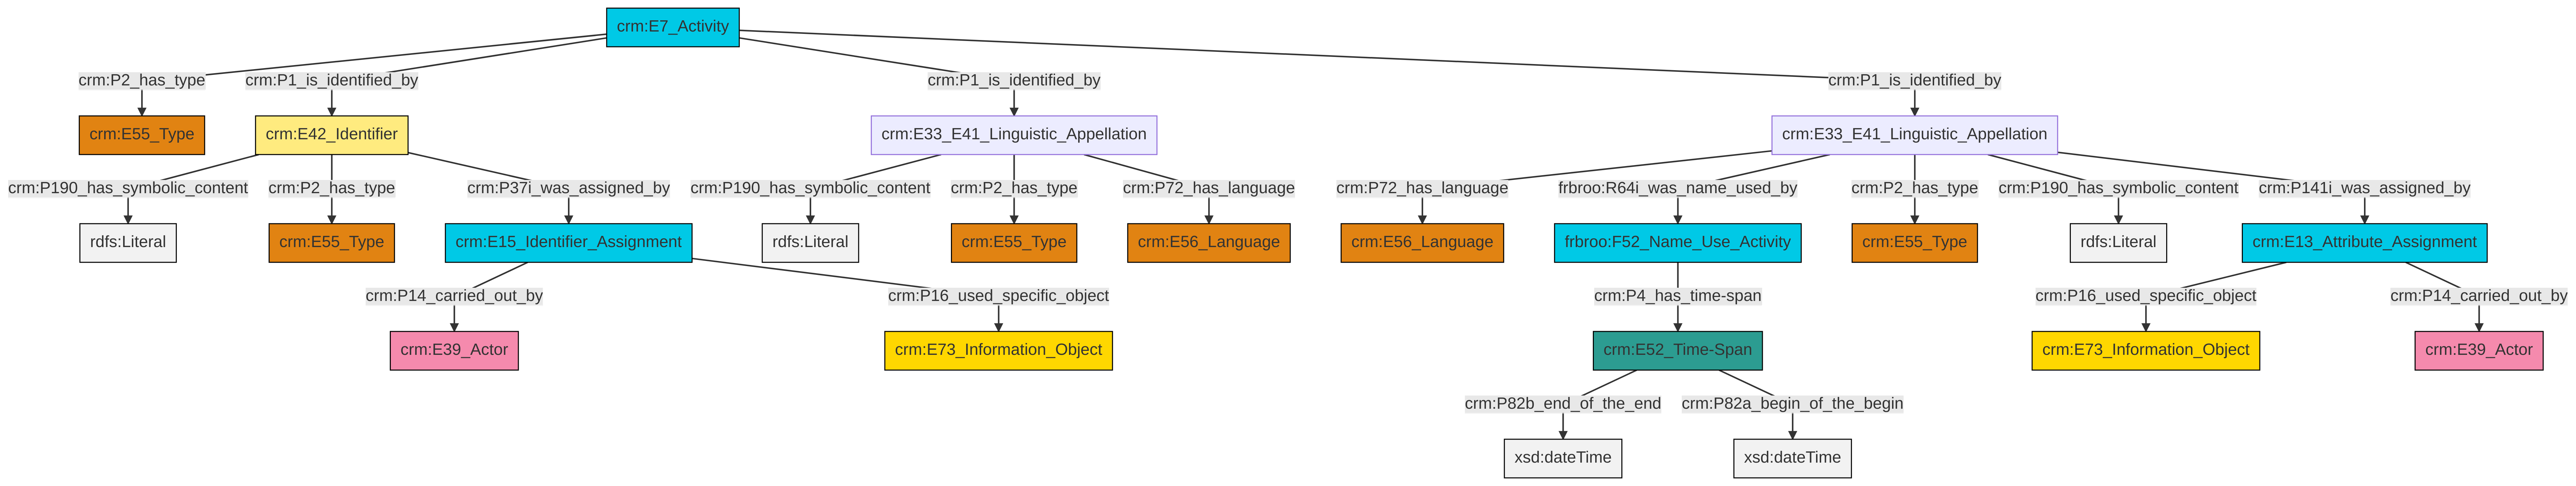 crm:E7_Activity
crm:P2_has_type
crm:P1_is_identified_by
crm:P1_is_identified_by
crm:P1_is_identified_by
crm:E55_Type
crm:E42_Identifier
crm:E33_E41_Linguistic_Appellation
crm:E33_E41_Linguistic_Appellation
crm:P190_has_symbolic_content
crm:P2_has_type
crm:P37i_was_assigned_by
crm:P190_has_symbolic_content
crm:P2_has_type
crm:P72_has_language
crm:P72_has_language
frbroo:R64i_was_name_used_by
crm:P2_has_type
crm:P190_has_symbolic_content
crm:P141i_was_assigned_by
rdfs:Literal
crm:E55_Type
crm:E15_Identifier_Assignment
rdfs:Literal
crm:E55_Type
crm:E56_Language
crm:E56_Language
frbroo:F52_Name_Use_Activity
crm:E55_Type
rdfs:Literal
crm:E13_Attribute_Assignment
crm:P14_carried_out_by
crm:P16_used_specific_object
crm:P4_has_time-span
crm:P16_used_specific_object
crm:P14_carried_out_by
crm:E39_Actor
crm:E73_Information_Object
crm:E52_Time-Span
crm:E73_Information_Object
crm:E39_Actor
crm:P82b_end_of_the_end
crm:P82a_begin_of_the_begin
xsd:dateTime
xsd:dateTime